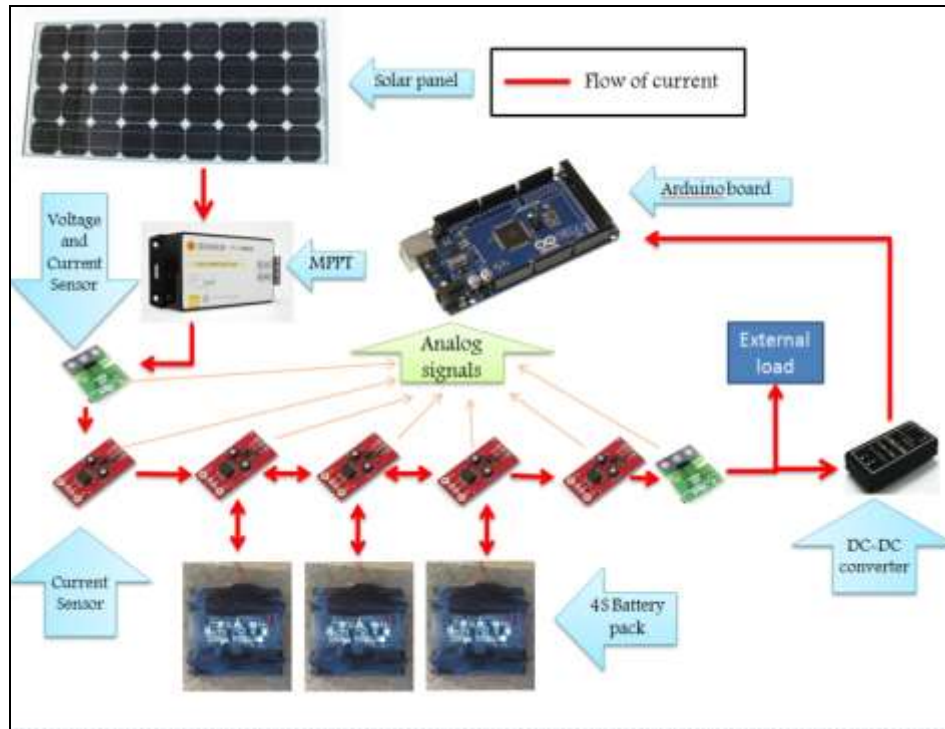 Solar panel
Flow of current
Arduino board
Voltage
and
Current
Sensor
MPPT
Analog
signals
External
load
Current
Sensor
4S Battery
pack
DC-DC
converter